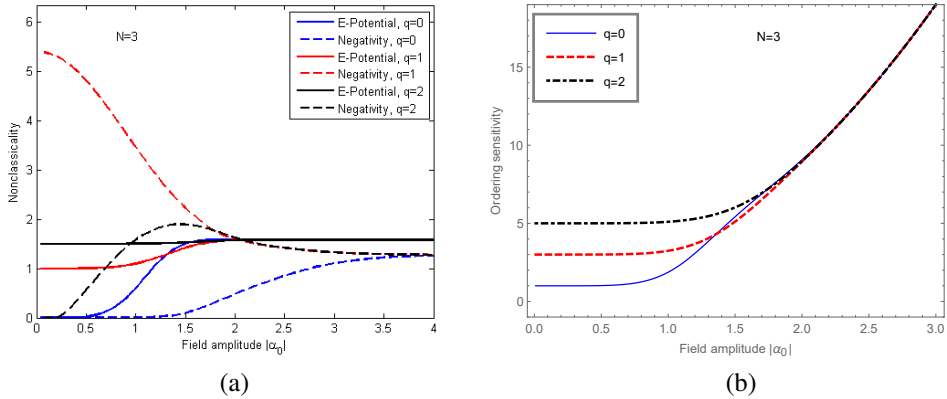 N=3
E-Potential, q=0
Negativity, q=0
E-Potential, q=1
Negativity, q=1
E-Potential, q=2
Negativity, q=2
Nonclassicality
6
5
4
3
2
1
0
0 0.5 1 1.5 2 2.5 3 3.5 4
Field amplitude |α₀|
(a)
q=0
q=1
q=2
N=3
Ordering sensitivity
15
10
5
0
0.0 0.5 1.0 1.5 2.0 2.5 3.0
Field amplitude |α₀|
(b)